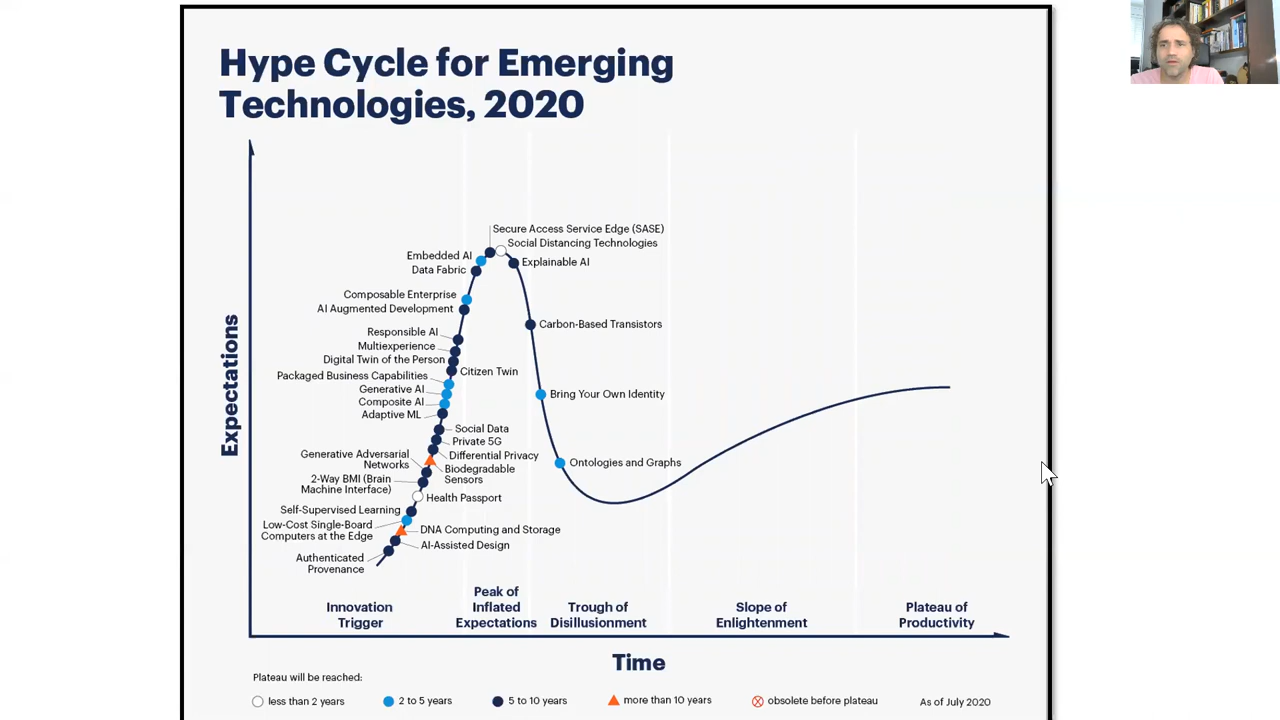 Hype Cycle for Emerging
Technologies, 2020
Expectations
Secure Access Service Edge (SASE)
Social Distancing Technologies
Embedded AI
Explainable AI
Data Fabric
Composable Enterprise
AI Augmented Development
Carbon-Based Transistors
Responsible AI
Multiexperience
Digital Twin of the Person
Citizen Twin
Packaged Business Capabilities
Generative AI
Bring Your Own Identity
Composite AI
Adaptive ML
Social Data
Private 5G
Generative Adversarial
Networks
Differential Privacy
Ontologies and Graphs
Biodegradable
Sensors
2-Way BMI (Brain
Machine Interface)
Health Passport
Self-Supervised Learning
Low-Cost Single-Board
Computers at the Edge
DNA Computing and Storage
AI-Assisted Design
Authenticated
Provenance
Innovation
Trigger
Peak of
Inflated
Expectations
Trough of
Disillusionment
Slope of
Enlightenment
Plateau of
Productivity
Time
Plateau will be reached:
less than 2 years
2 to 5 years
5 to 10 years
more than 10 years
obsolete before plateau
As of July 2020